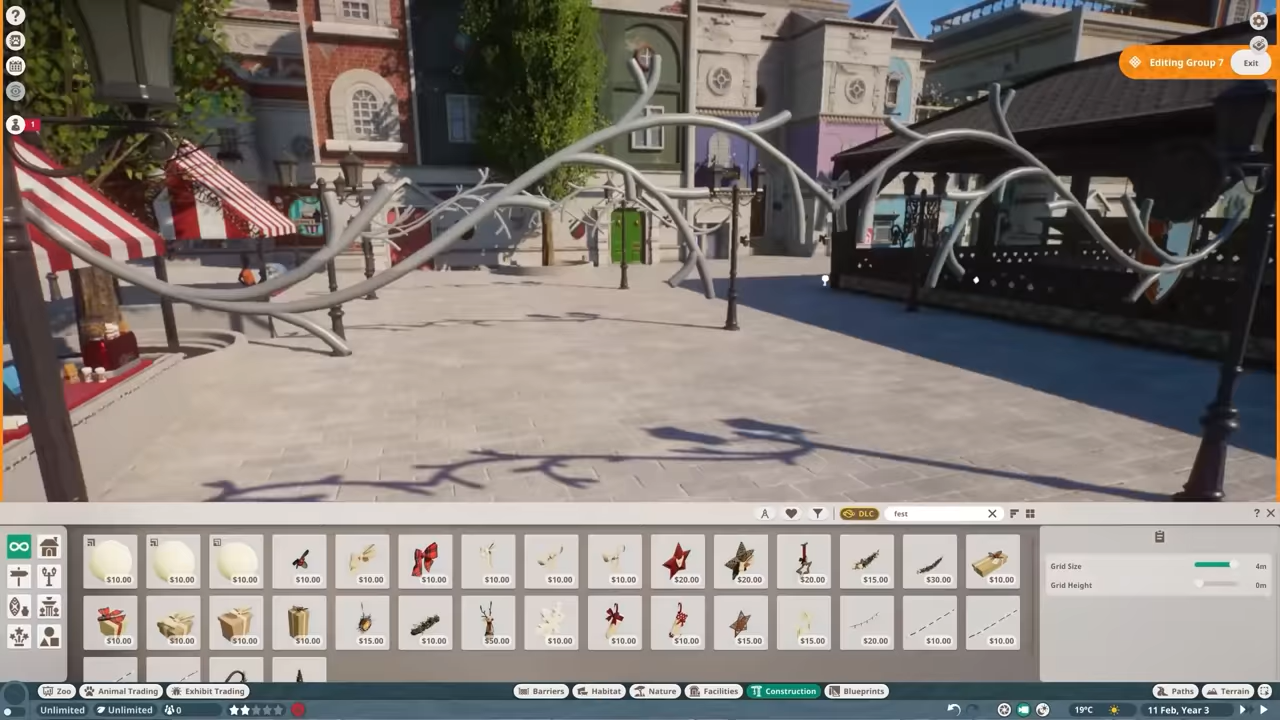 ?
Editing Group 7 Exit
1
DLC fest ? 
$10.00 $10.00 $10.00 $10.00 $10.00 $10.00 $10.00 $10.00 $10.00 $20.00 $20.00 $20.00 $15.00 $30.00 $10.00
Grid Size 4m
Grid Height 0m
$10.00 $10.00 $10.00 $10.00 $15.00 $10.00 $50.00 $10.00 $10.00 $10.00 $15.00 $15.00 $20.00 $10.00 $10.00
Zoo Animal Trading Exhibit Trading Barriers Habitat Nature Facilities Construction Blueprints Paths Terrain
Unlimited Unlimited 0 19°C 11 Feb, Year 3